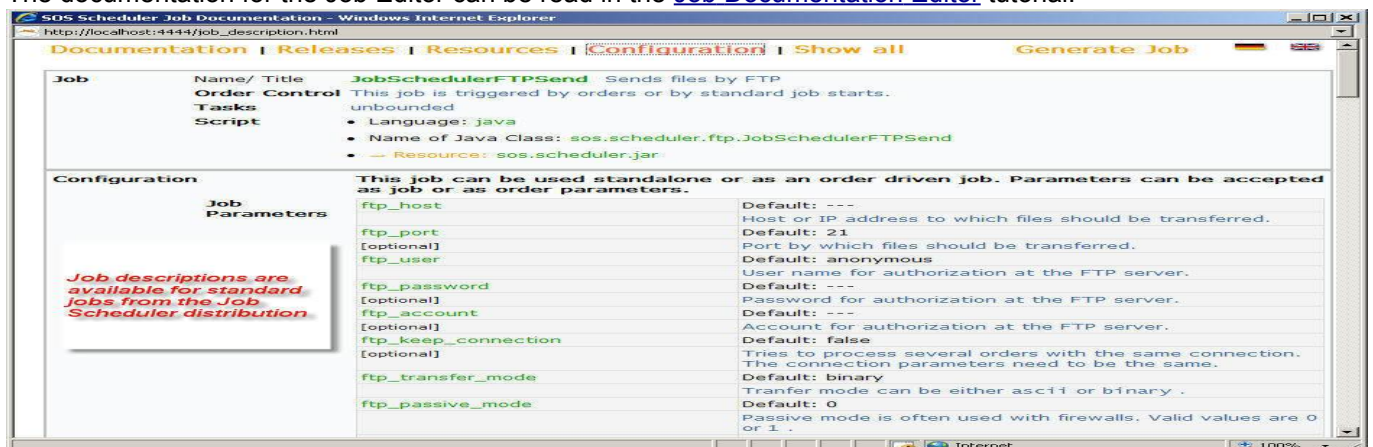 The documentation for the Job Editor can be read in the Job Documentation Editor tutorial.
SOS Scheduler Job Documentation - Windows Internet Explorer
http://localhost:4444/job_description.html
Documentation | Releases | Resources | Configuration | Show all Generate Job
Job Name/ Title JobSchedulerFTPSend Sends files by FTP
Order Control This job is triggered by orders or by standard job starts.
Tasks unbounded
Script • Language: java
• Name of Java Class: sos.scheduler.ftp.JobSchedulerFTPSend
• → Resource: sos.scheduler.jar
Configuration This job can be used standalone or as an order driven job. Parameters can be accepted
as job or as order parameters.
Job
Parameters
ftp_host Default: ---
Host or IP address to which files should be transferred.
ftp_port Default: 21
[optional] Port by which files should be transferred.
ftp_user Default: anonymous
User name for authorization at the FTP server.
ftp_password Default: ---
[optional] Password for authorization at the FTP server.
ftp_account Default: ---
[optional] Account for authorization at the FTP server.
ftp_keep_connection Default: false
[optional] Tries to process several orders with the same connection.
The connection parameters need to be the same.
ftp_transfer_mode Default: binary
Tranfer mode can be either ascii or binary .
ftp_passive_mode Default: 0
Passive mode is often used with firewalls. Valid values are 0
or 1 .
Job descriptions are
available for standard
jobs from the Job
Scheduler distribution
Internet 100%